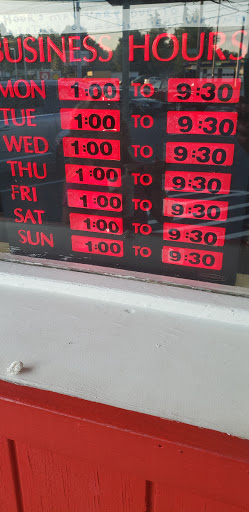 BUSINESS HOURS
MON 1:00 TO 9:30
TUE 1:00 TO 9:30
WED 1:00 TO 9:30
THU 1:00 TO 9:30
FRI 1:00 TO 9:30
SAT 1:00 TO 9:30
SUN 1:00 TO 9:30